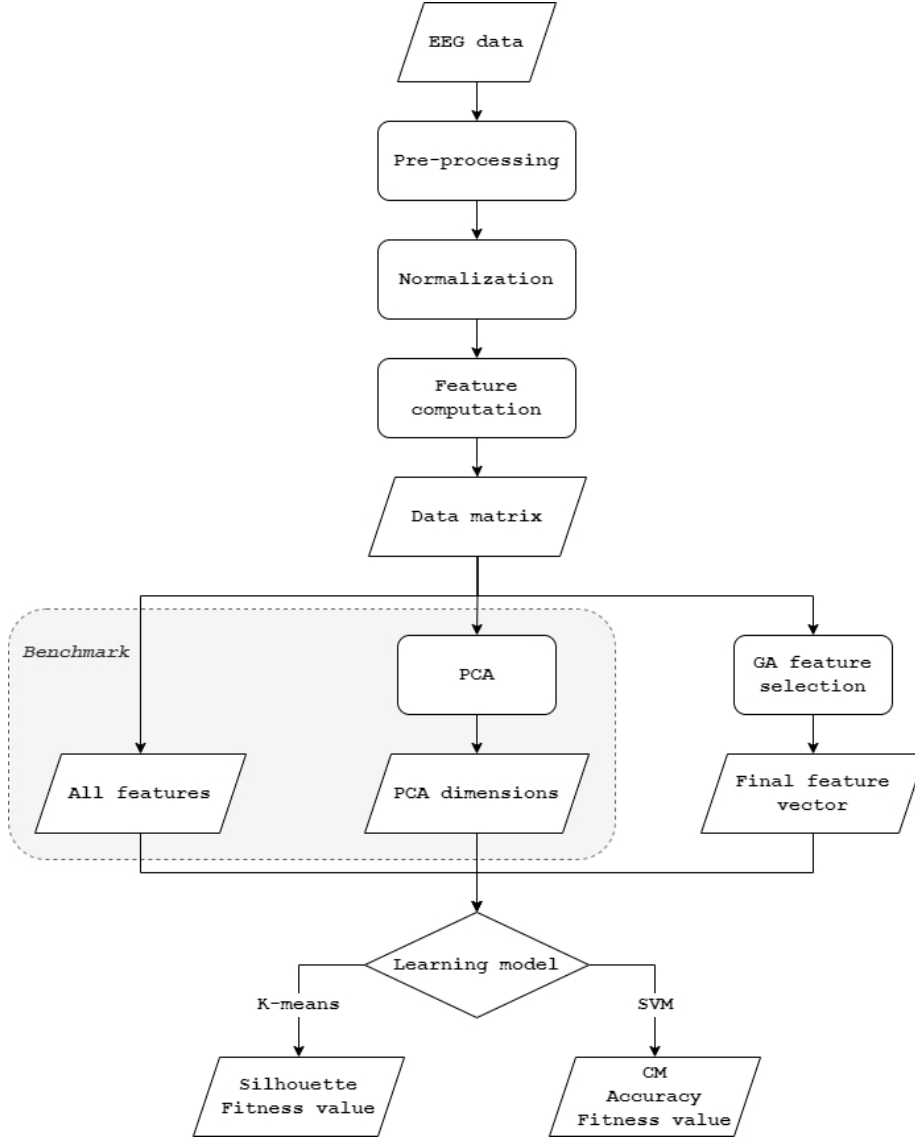 EEG data
Pre-processing
Normalization
Feature
computation
Data matrix
Benchmark
PCA
GA feature
selection
All features
PCA dimensions
Final feature
vector
Learning model
K-means
SVM
Silhouette
Fitness value
CM
Accuracy
Fitness value